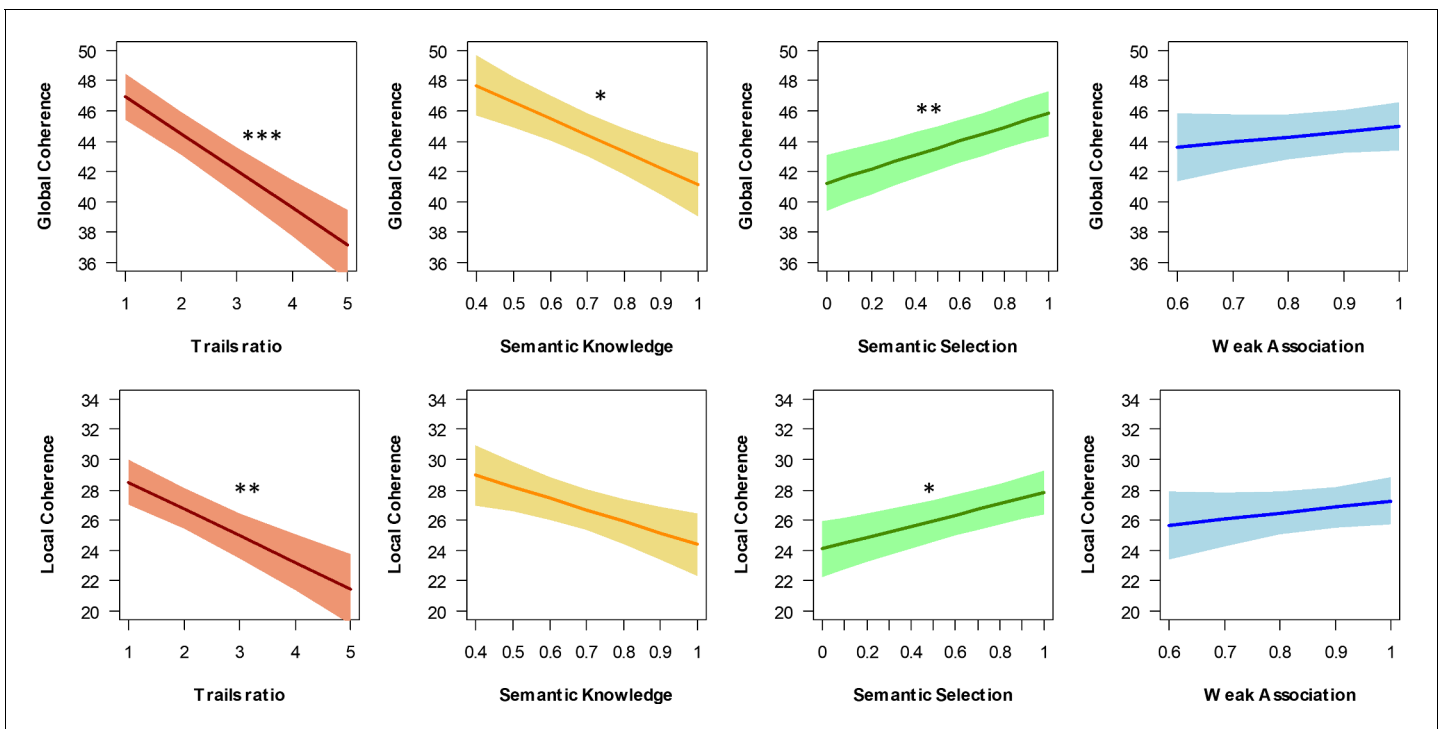 Global Coherence
50
48
46
44
42
40
38
36
***
1 2 3 4 5
Trails ratio
Global Coherence
50
48
46
44
42
40
38
36
*
0.4 0.5 0.6 0.7 0.8 0.9 1
Semantic Knowledge
Global Coherence
50
48
46
44
42
40
38
36
**
0 0.2 0.4 0.6 0.8 1
Semantic Selection
Global Coherence
50
48
46
44
42
40
38
36
0.6 0.7 0.8 0.9 1
Weak Association
Local Coherence
34
32
30
28
26
24
22
20
**
1 2 3 4 5
Trails ratio
Local Coherence
34
32
30
28
26
24
22
20
0.4 0.5 0.6 0.7 0.8 0.9 1
Semantic Knowledge
Local Coherence
34
32
30
28
26
24
22
20
*
0 0.2 0.4 0.6 0.8 1
Semantic Selection
Local Coherence
34
32
30
28
26
24
22
20
0.6 0.7 0.8 0.9 1
Weak Association